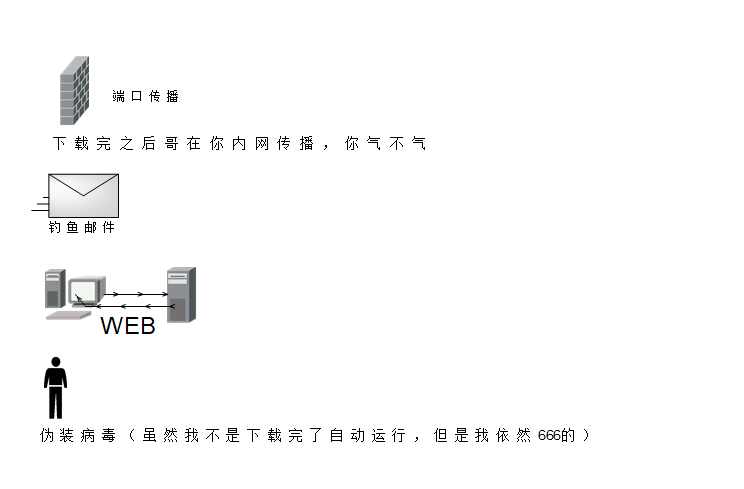 端口传播
下载完之后哥在你内网传播，你气不气
钓鱼邮件
WEB
伪装病毒（虽然我不是下载完了自动运行，但是我依然666的）